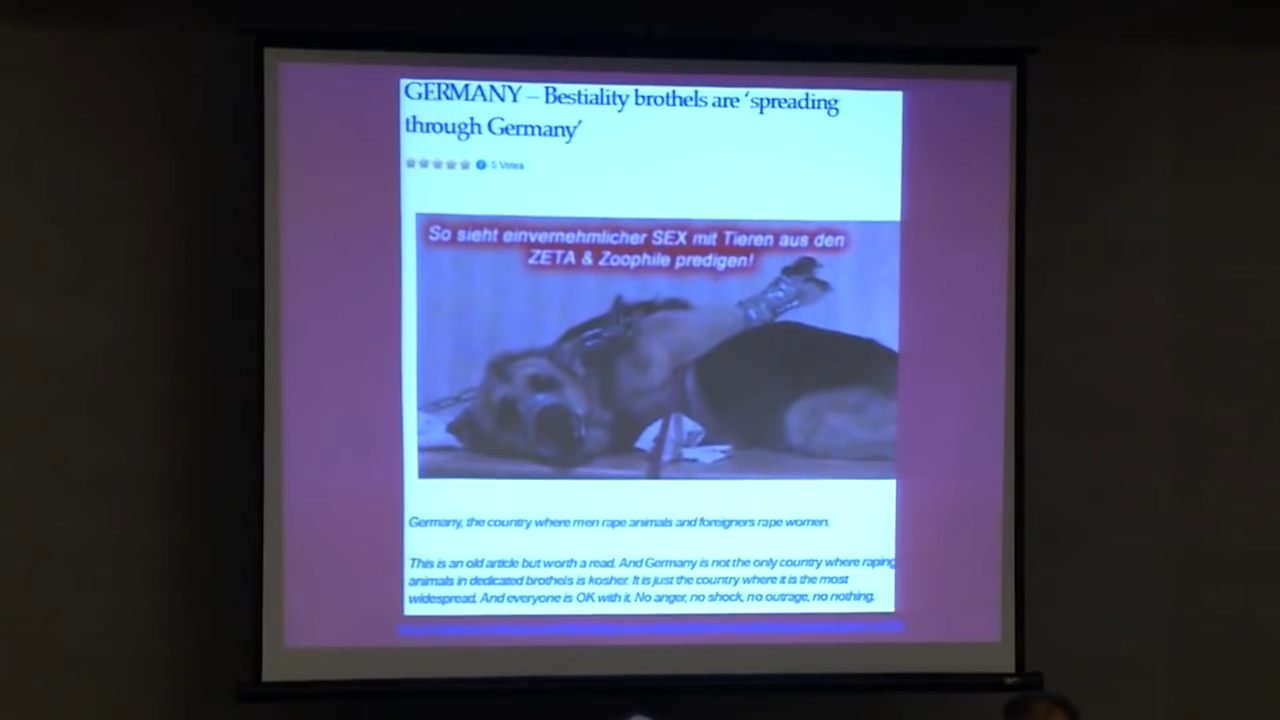 GERMANY – Bestiality brothels are ‘spreading
through Germany’
5 Votes
So sieht einvernehmlicher SEX mit Tieren aus den
ZETA & Zoophile predigen!
Germany, the country where men rape animals and foreigners rape women.
This is an old article but worth a read. And Germany is not the only country where raping
animals in dedicated brothels is kosher. It is just the country where it is the most
widespread. And everyone is OK with it. No anger, no shock, no outrage, no nothing.